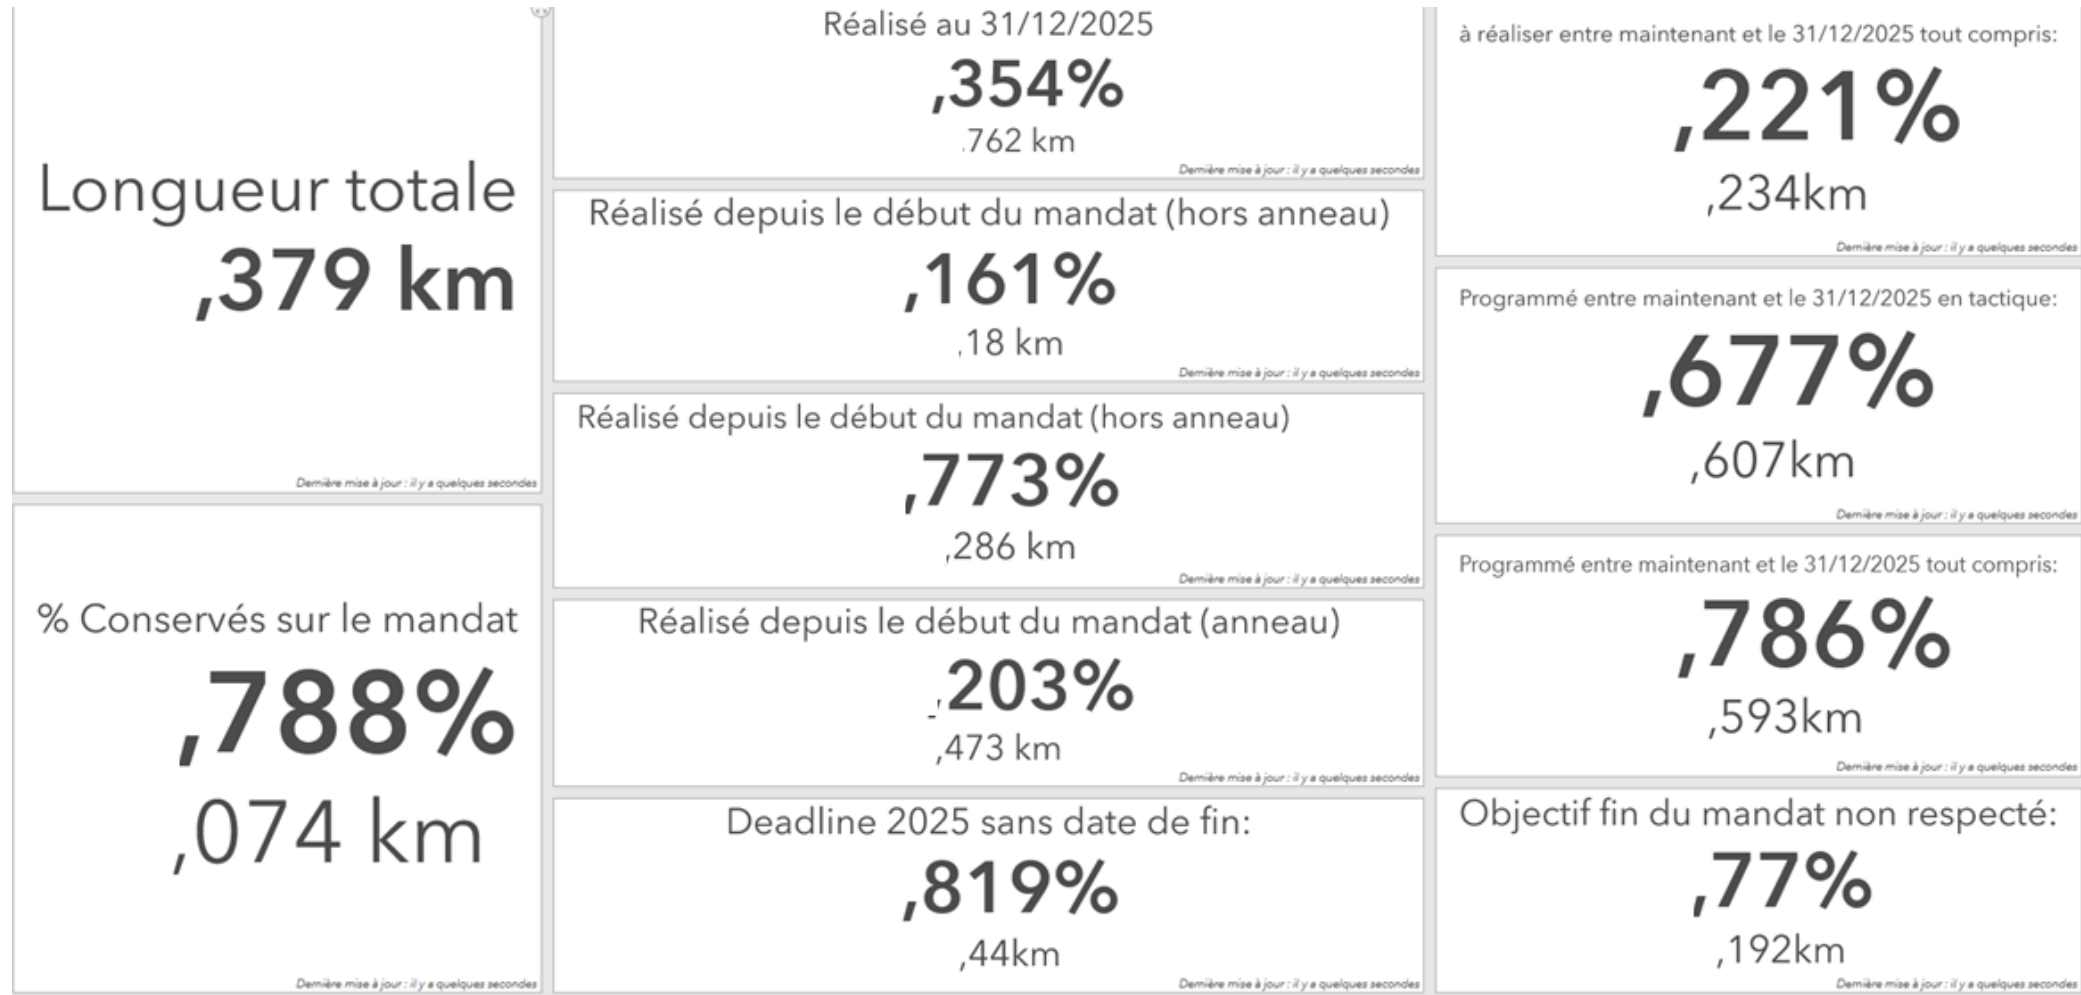 Longueur totale
,379 km
Dernière mise à jour : il y a quelques secondes
% Conservés sur le mandat
,788%
,074 km
Dernière mise à jour : il y a quelques secondes
Réalisé au 31/12/2025
,354%
,762 km
Dernière mise à jour : il y a quelques secondes
Réalisé depuis le début du mandat (hors anneau)
,161%
,18 km
Dernière mise à jour : il y a quelques secondes
Réalisé depuis le début du mandat (hors anneau)
,773%
,286 km
Dernière mise à jour : il y a quelques secondes
Réalisé depuis le début du mandat (anneau)
,203%
,473 km
Dernière mise à jour : il y a quelques secondes
Deadline 2025 sans date de fin:
,819%
,44km
Dernière mise à jour : il y a quelques secondes
à réaliser entre maintenant et le 31/12/2025 tout compris:
,221%
,234km
Dernière mise à jour : il y a quelques secondes
Programmé entre maintenant et le 31/12/2025 en tactique:
,677%
,607km
Dernière mise à jour : il y a quelques secondes
Programmé entre maintenant et le 31/12/2025 tout compris:
,786%
,593km
Dernière mise à jour : il y a quelques secondes
Objectif fin du mandat non respecté:
,77%
,192km
Dernière mise à jour : il y a quelques secondes